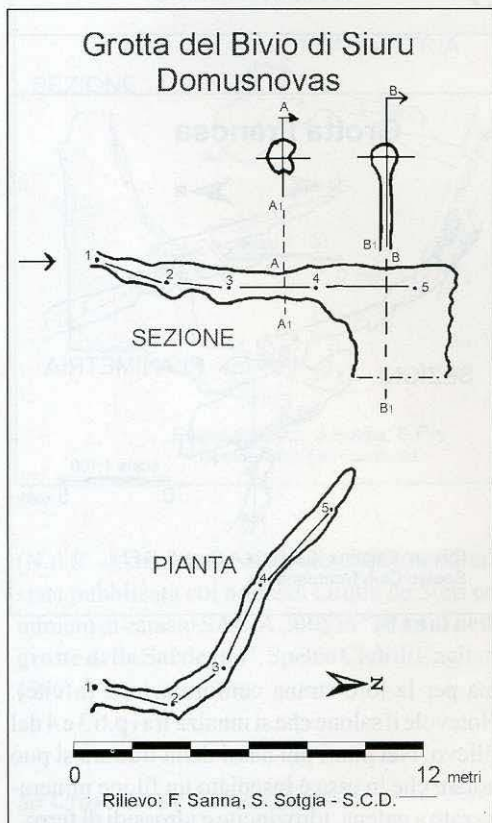 Grotta del Bivio di Siuru
Domusnovas
A B
A1 B1
1 2 3 A 4 B 5
A1
SEZIONE
B1
PIANTA
5
4
3
1 2
N
0 12 metri
Rilievo: F. Sanna, S. Sotgia - S.C.D.